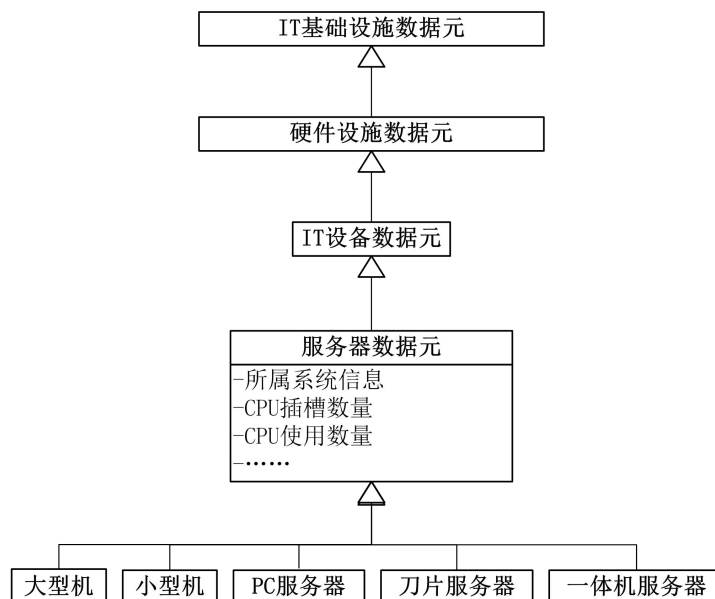 IT基础设施数据元
硬件设施数据元
IT设备数据元
服务器数据元
-所属系统信息
-CPU插槽数量
-CPU使用数量
-……
大型机 小型机 PC服务器 刀片服务器 一体机服务器